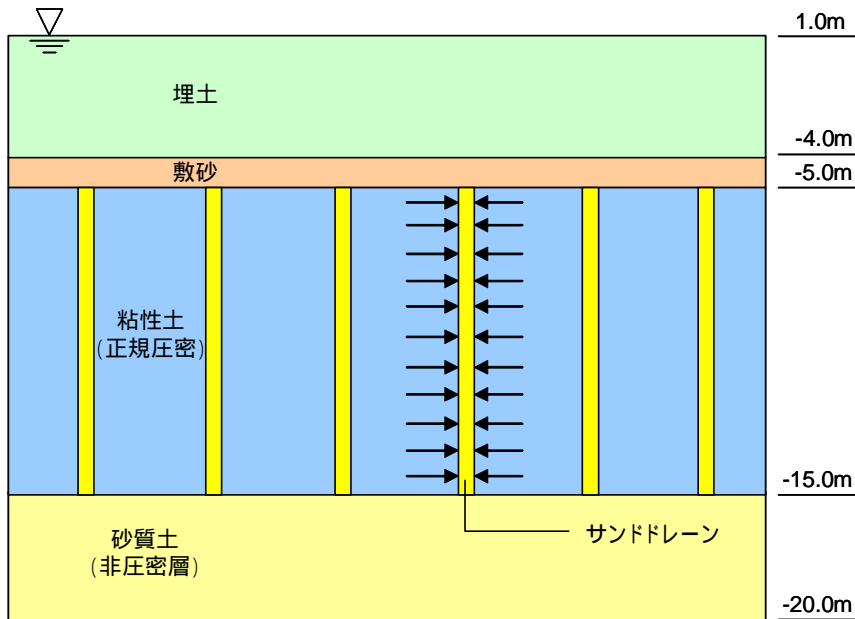 1.0m
埋土
-4.0m
敷砂
-5.0m
粘性土
(正規圧密)
-15.0m
サンドドレーン
砂質土
(非圧密層)
-20.0m